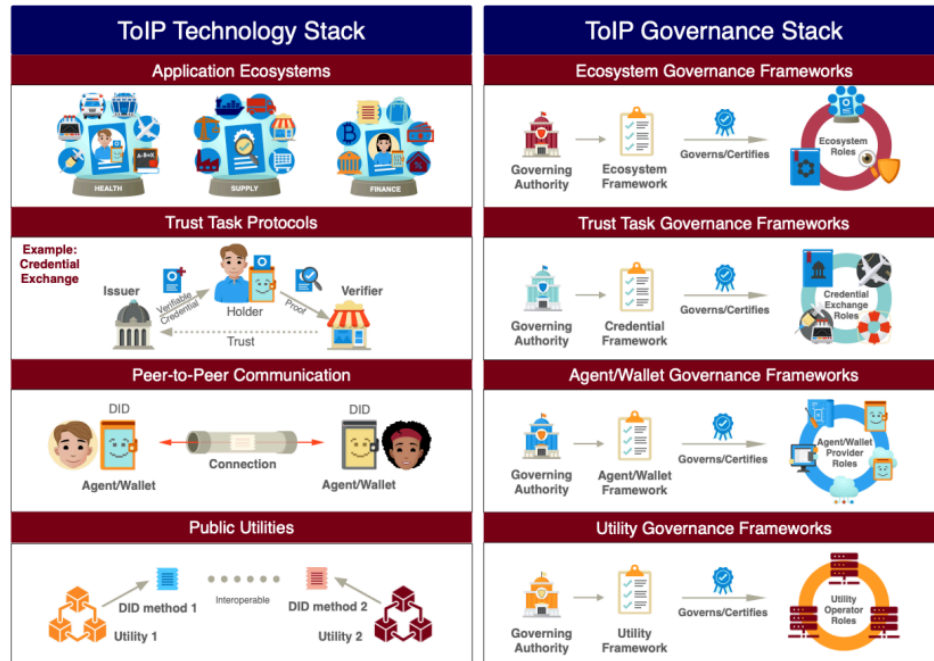 ToIP Technology Stack
Application Ecosystems
HEALTH
SUPPLY
FINANCE
Trust Task Protocols
Example:
Credential
Exchange
Issuer
Verifiable
Credential
Holder
Proof
Verifier
Trust
Peer-to-Peer Communication
DID
DID
Connection
Agent/Wallet
Agent/Wallet
Public Utilities
DID method 1
Interoperable
DID method 2
Utility 1
Utility 2
ToIP Governance Stack
Ecosystem Governance Frameworks
Governing
Authority
Ecosystem
Framework
Governs/Certifies
Ecosystem
Roles
Trust Task Governance Frameworks
Governing
Authority
Credential
Framework
Governs/Certifies
Credential
Exchange
Roles
Agent/Wallet Governance Frameworks
Governing
Authority
Agent/Wallet
Framework
Governs/Certifies
Agent/Wallet
Provider
Roles
Utility Governance Frameworks
Governing
Authority
Utility
Framework
Governs/Certifies
Utility
Operator
Roles